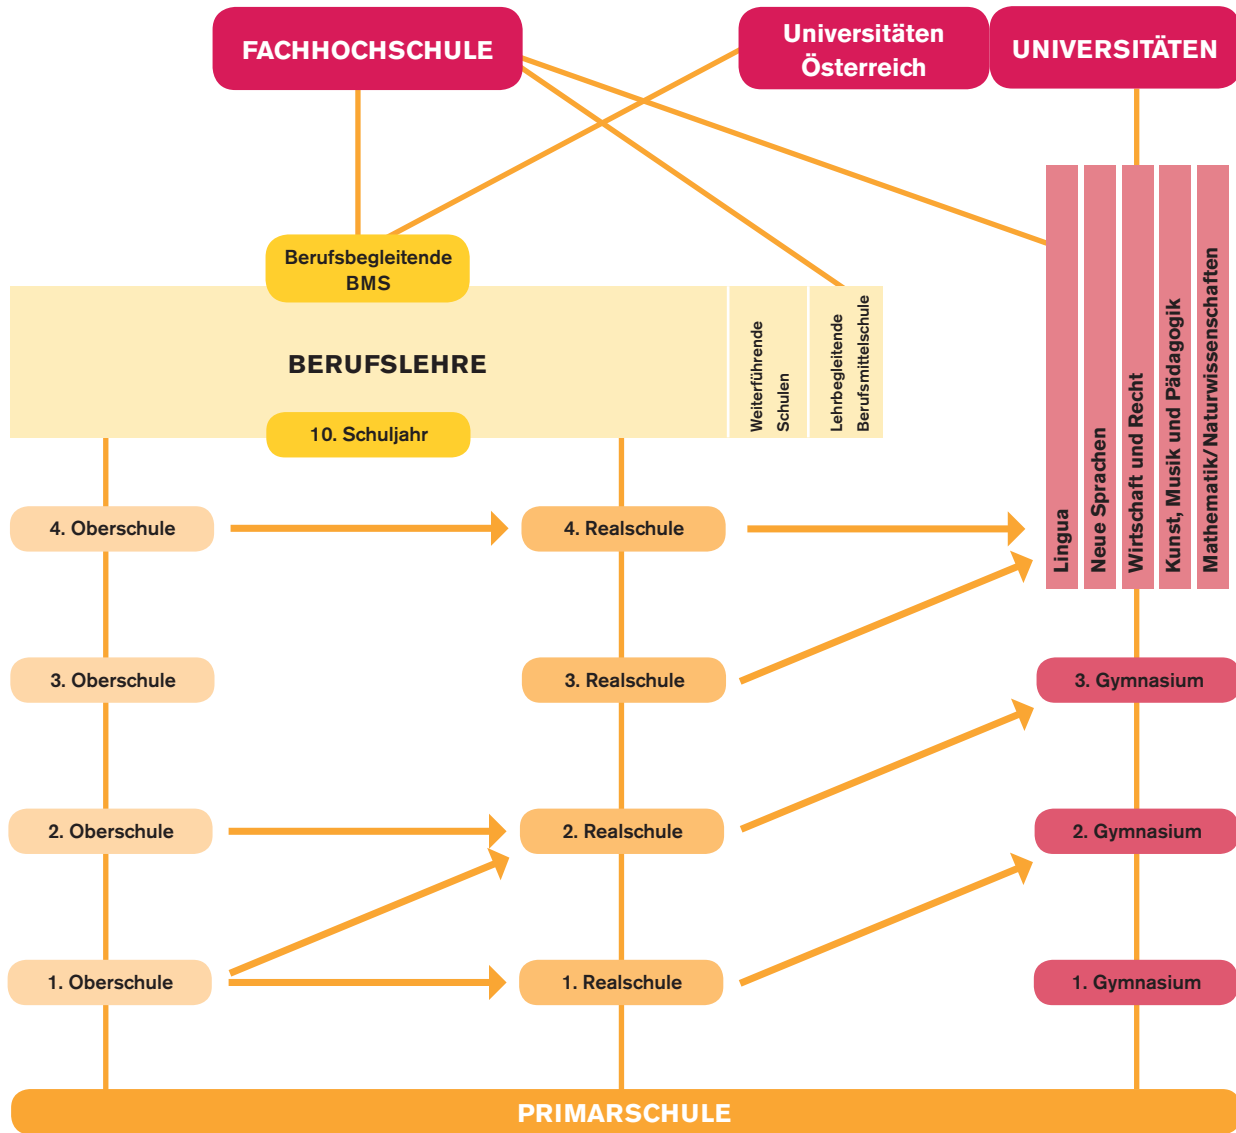 FACHHOCHSCHULE
Universitäten
Österreich
UNIVERSITÄTEN
Berufsbegleitende
BMS
BERUFSLEHRE
Weiterführende
Schulen
Lehrbegleitende
Berufsmittelschule
10. Schuljahr
Lingua
Neue Sprachen
Wirtschaft und Recht
Kunst, Musik und Pädagogik
Mathematik/Naturwissenschaften
4. Oberschule
4. Realschule
3. Oberschule
3. Realschule
3. Gymnasium
2. Oberschule
2. Realschule
2. Gymnasium
1. Oberschule
1. Realschule
1. Gymnasium
PRIMARSCHULE